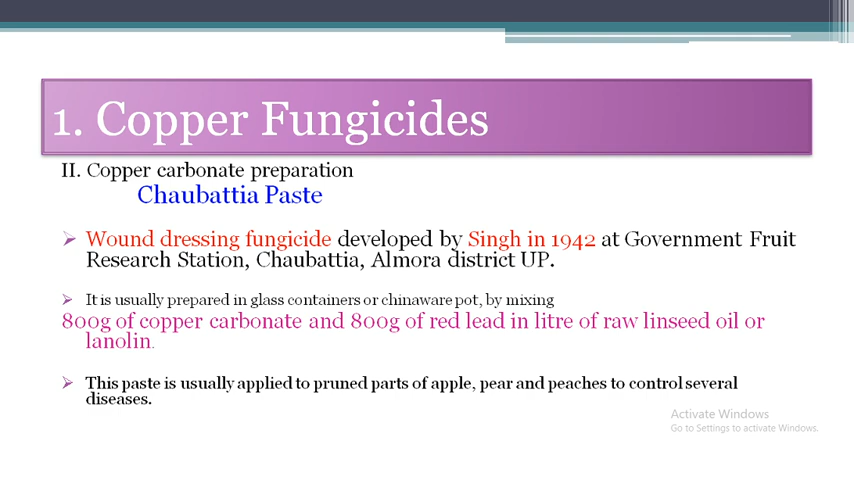 1. Copper Fungicides
II. Copper carbonate preparation
Chaubattia Paste
Wound dressing fungicide developed by Singh in 1942 at Government Fruit
Research Station, Chaubattia, Almora district UP.
It is usually prepared in glass containers or chinaware pot, by mixing
800g of copper carbonate and 800g of red lead in litre of raw linseed oil or
lanolin.
This paste is usually applied to pruned parts of apple, pear and peaches to control several
diseases.
Activate Windows
Go to Settings to activate Windows.